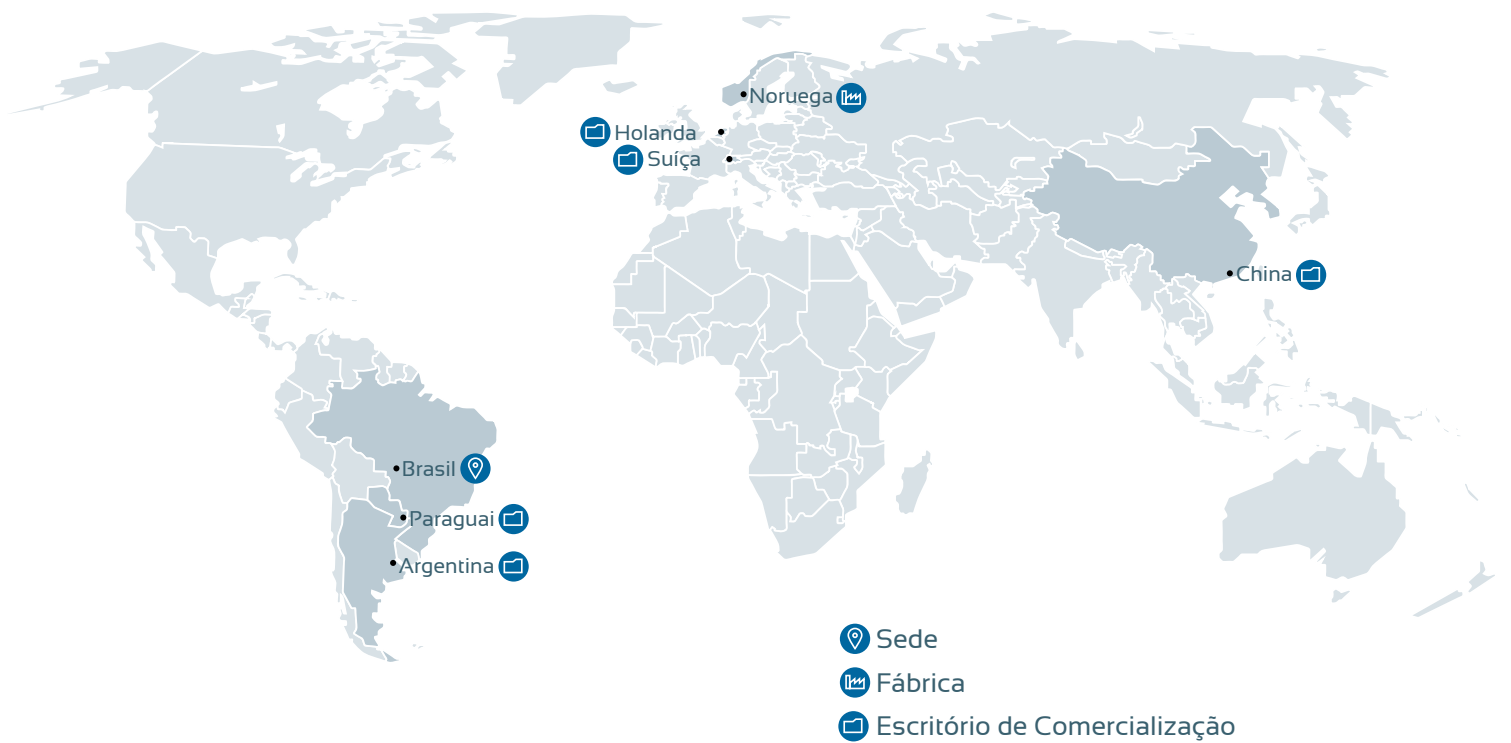 Noruega
Holanda
Suíça
China
Brasil
Paraguai
Argentina
Sede
Fábrica
Escritório de Comercialização